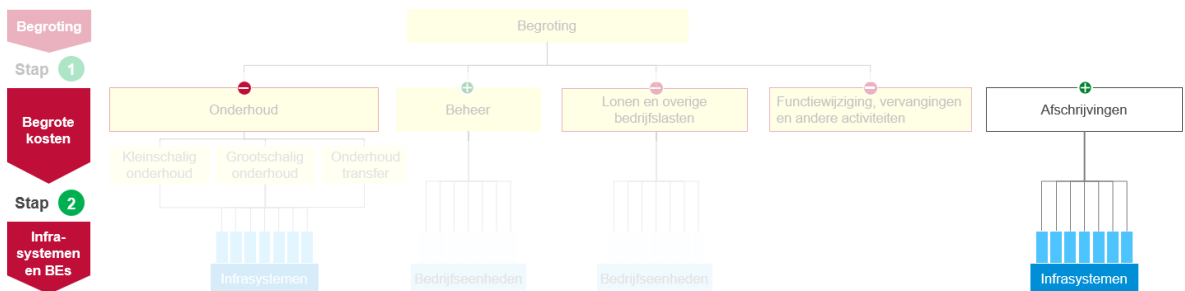 Begroting
Begroting
Stap 1
Begrote
kosten
Onderhoud
Beheer
Lonen en overige
bedrijfslasten
Functiewijziging, vervangingen
en andere activiteiten
Afschrijvingen
Kleinschalig
onderhoud
Grootschalig
onderhoud
Onderhoud
transfer
Stap 2
Infra-
systemen
en BEs
Infrasystemen
Bedrijfseenheden
Bedrijfseenheden
Infrasystemen